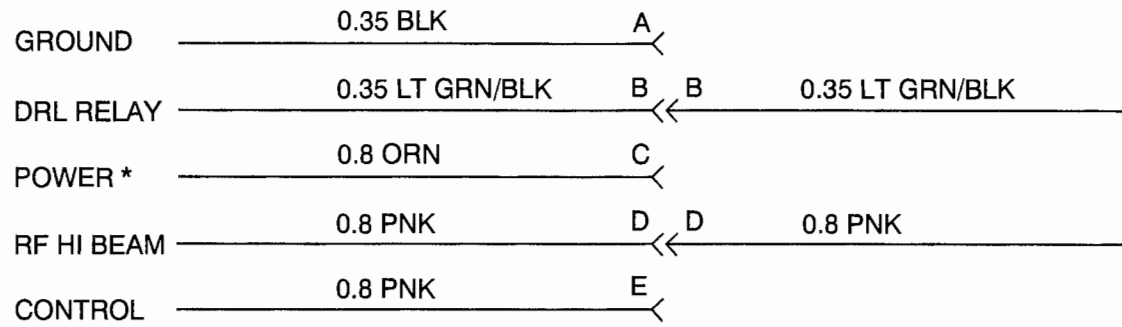 GROUND 0.35 BLK A
DRL RELAY 0.35 LT GRN/BLK B B 0.35 LT GRN/BLK
POWER * 0.8 ORN C
RF HI BEAM 0.8 PNK D D 0.8 PNK
CONTROL 0.8 PNK E